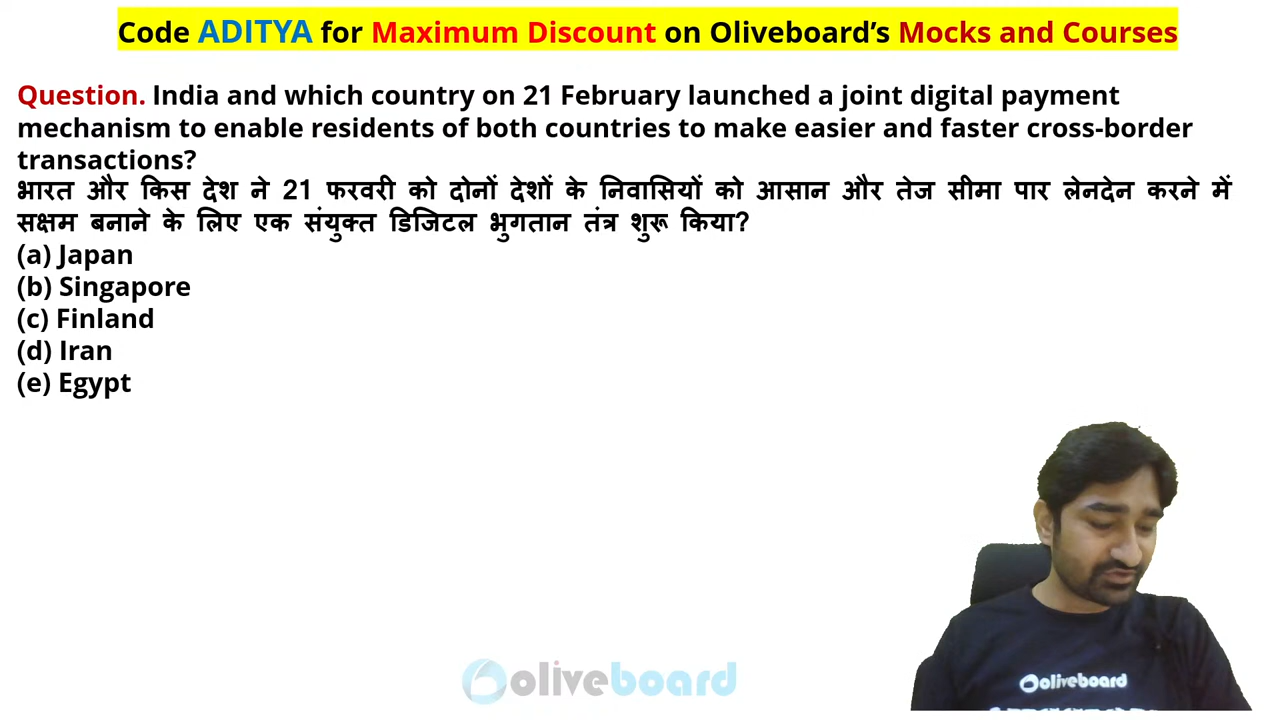 Code ADITYA for Maximum Discount on Oliveboard’s Mocks and Courses
Question. India and which country on 21 February launched a joint digital payment
mechanism to enable residents of both countries to make easier and faster cross-border
transactions?
भारत और किस देश ने 21 फरवरी को दोनों देशों के निवासियों को आसान और तेज सीमा पार लेनदेन करने में
सक्षम बनाने के लिए एक संयुक्त डिजिटल भुगतान तंत्र शुरू किया?
(a) Japan
(b) Singapore
(c) Finland
(d) Iran
(e) Egypt
oliveboard
oliveboard